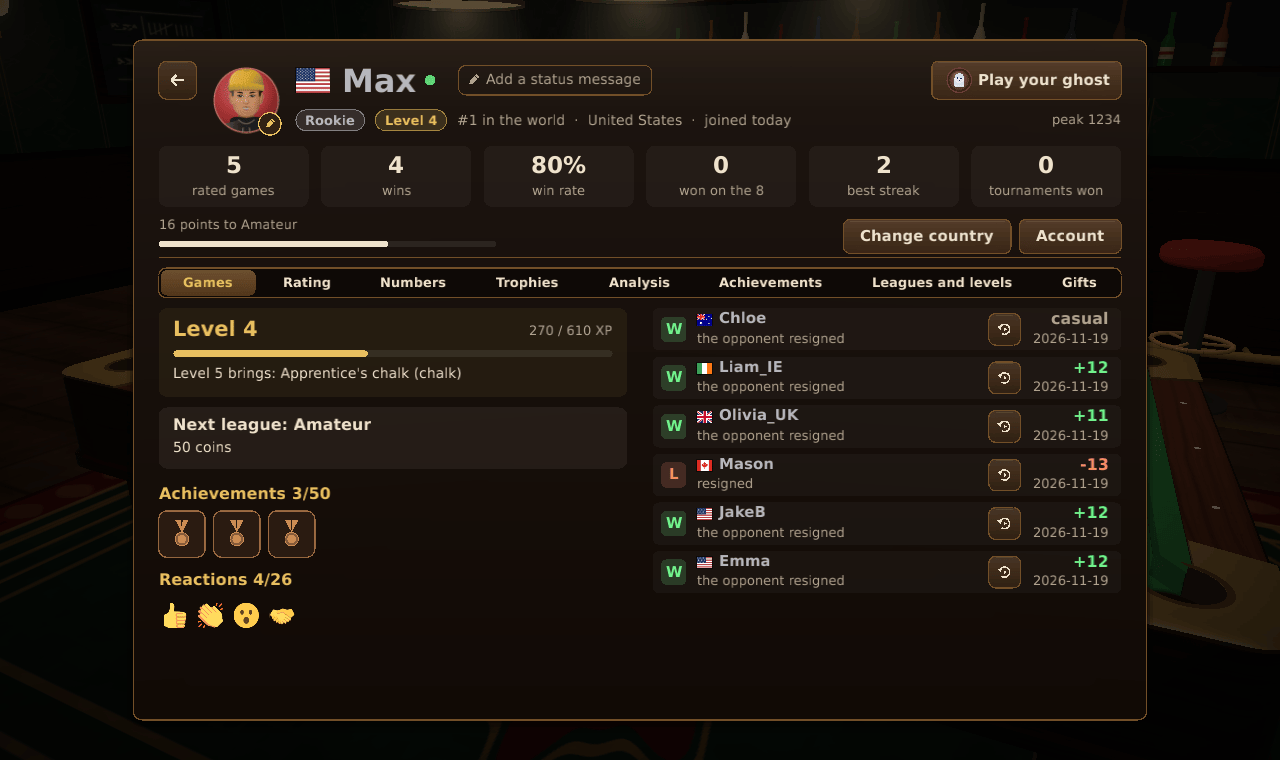 Max
Add a status message
Play your ghost
Rookie
Level 4
#1 in the world · United States · joined today
peak 1234
5
rated games
4
wins
80%
win rate
0
won on the 8
2
best streak
0
tournaments won
16 points to Amateur
Change country
Account
Games
Rating
Numbers
Trophies
Analysis
Achievements
Leagues and levels
Gifts
Level 4
270 / 610 XP
Level 5 brings: Apprentice's chalk (chalk)
Next league: Amateur
50 coins
Achievements 3/50
Reactions 4/26
W
Chloe
the opponent resigned
casual
2026-11-19
W
Liam_IE
the opponent resigned
+12
2026-11-19
W
Olivia_UK
the opponent resigned
+11
2026-11-19
L
Mason
resigned
-13
2026-11-19
W
JakeB
the opponent resigned
+12
2026-11-19
W
Emma
the opponent resigned
+12
2026-11-19